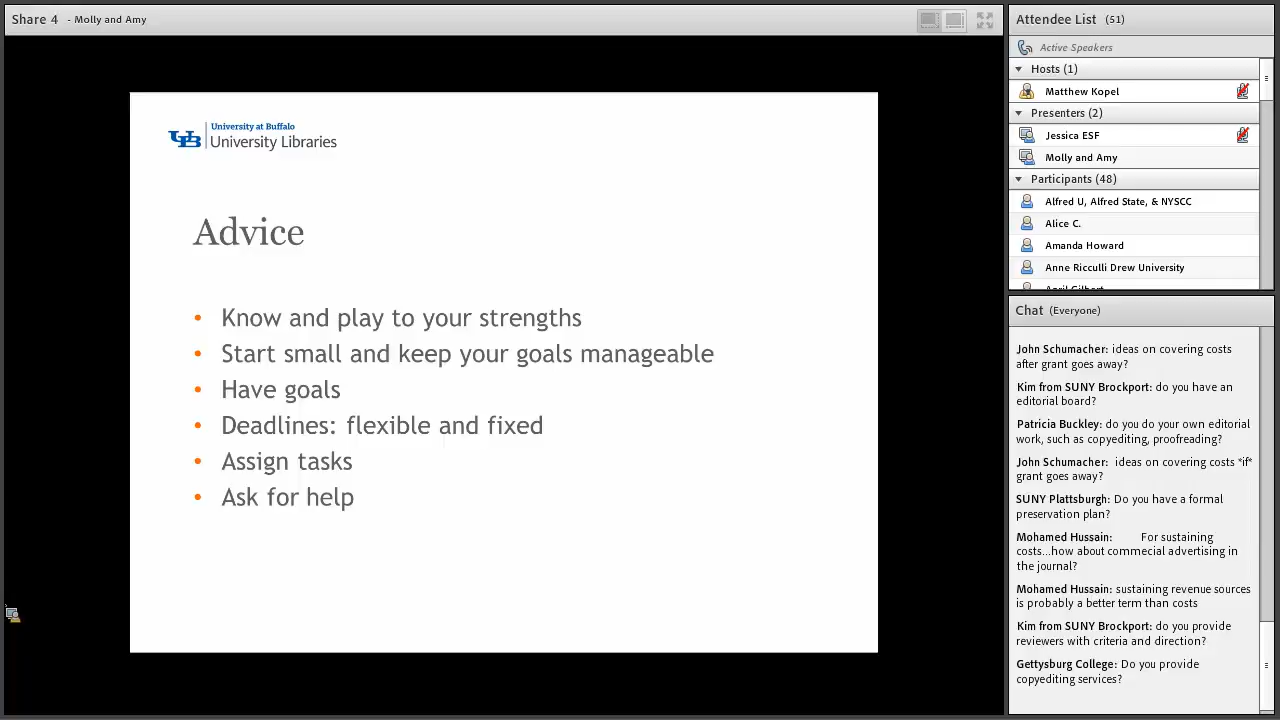 Share 4 - Molly and Amy
UB
University at Buffalo
University Libraries
Advice
• Know and play to your strengths
• Start small and keep your goals manageable
• Have goals
• Deadlines: flexible and fixed
• Assign tasks
• Ask for help
Attendee List (51)
Active Speakers
Hosts (1)
Matthew Kopel
Presenters (2)
Jessica ESF
Molly and Amy
Participants (48)
Alfred U, Alfred State, & NYSCC
Alice C.
Amanda Howard
Anne Ricculli Drew University
April Gilbert
Chat (Everyone)
John Schumacher: ideas on covering costs
after grant goes away?
Kim from SUNY Brockport: do you have an
editorial board?
Patricia Buckley: do you do your own editorial
work, such as copyediting, proofreading?
John Schumacher: ideas on covering costs *if*
grant goes away?
SUNY Plattsburgh: Do you have a formal
preservation plan?
Mohamed Hussain: For sustaining
costs...how about commecial advertising in
the journal?
Mohamed Hussain: sustaining revenue sources
is probably a better term than costs
Kim from SUNY Brockport: do you provide
reviewers with criteria and direction?
Gettysburg College: Do you provide
copyediting services?